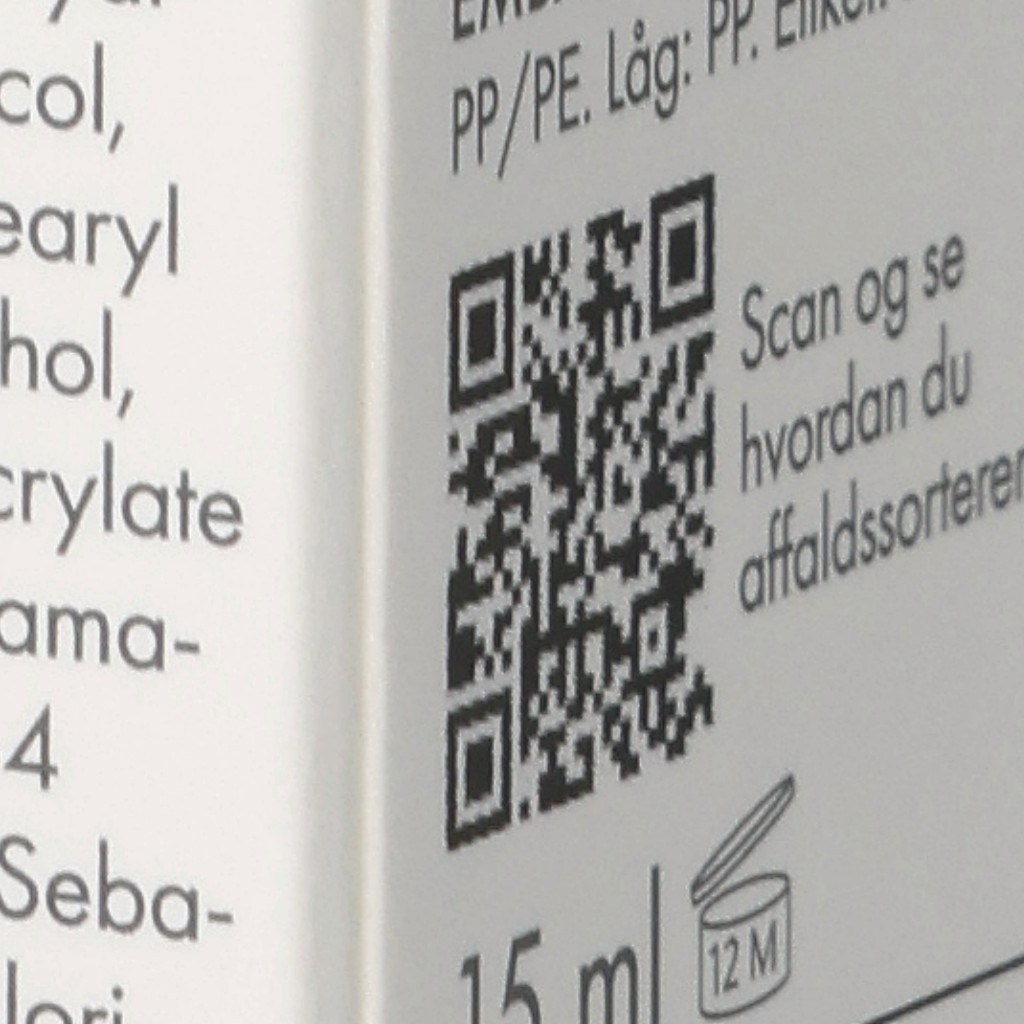 col,
earyl
hol,
crylate
ama-
4
Seba-
PP/PE. Låg: PP.
Scan og se
hvordan du
affaldssorterer
15 ml
12 M